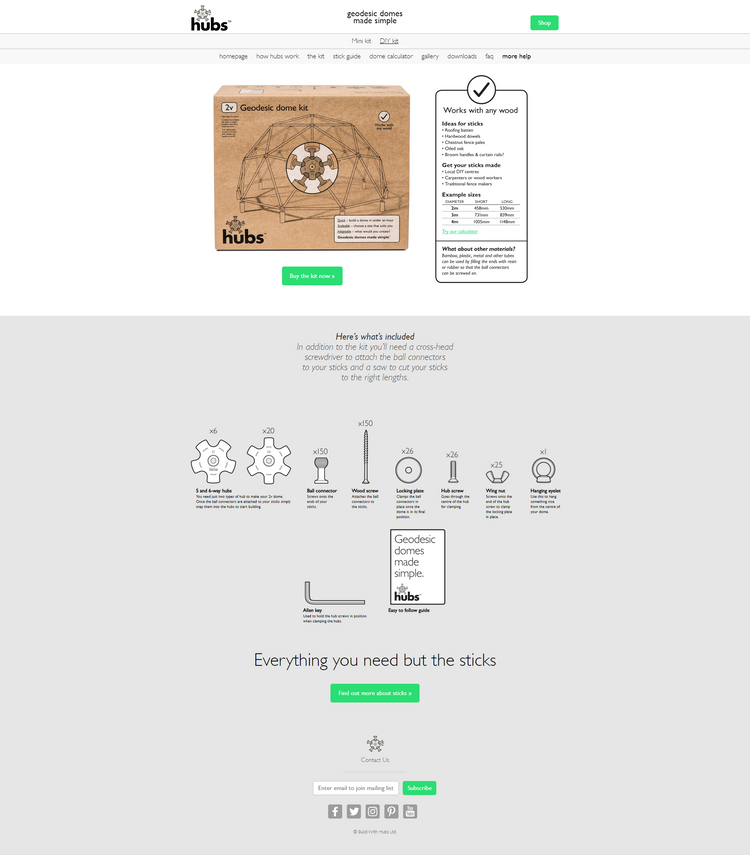 hubs™
geodesic domes
made simple
Shop
Mini kit DIY kit
homepage how hubs work the kit stick guide dome calculator gallery downloads faq more help
2v Geodesic dome kit
Works with
any wood
Quick – build a dome in under an hour
Scalable – choose a size that suits you
Adaptable – what would you create?
Geodesic domes made simple
hubs
Buy the kit now »
Works with any wood
Ideas for sticks
• Roofing batten
• Hardwood dowels
• Chestnut fence pales
• Oiled oak
• Broom handles & curtain rails?
Get your sticks made
• Local DIY centres
• Carpenters or wood workers
• Traditional fence makers
Example sizes
DIAMETER SHORT LONG
2m 458mm 530mm
3m 731mm 839mm
4m 1005mm 1148mm
Try our calculator
What about other materials?
Bamboo, plastic, metal and other tubes
can be used by filling the ends with resin
or rubber so that the ball connectors
can be screwed on.
Here's what's included
In addition to the kit you'll need a cross-head
screwdriver to attach the ball connectors
to your sticks and a saw to cut your sticks
to the right lengths.
x6
x20
x150
x150
x26
x26
x25
x1
5 and 6-way hubs
You need just two types of hub to make your 2v dome.
Once the ball connectors are attached to your sticks simply
snap them into the hubs to start building.
Ball connector
Screws onto the
ends of your
sticks.
Wood screw
Attaches the ball
connectors to
the sticks.
Locking plate
Clamps the ball
connectors in
place once the
dome is in its final
position.
Hub screw
Goes through the
centre of the hub
for clamping.
Wing nut
Screws onto the
end of the hub
screw to clamp
the locking plate
in place.
Hanging eyelet
Use this to hang
something nice
from the centre of
your dome.
Geodesic
domes
made
simple.
hubs™
Allen key
Used to hold the hub screws in position
when clamping the hubs.
Easy to follow guide
Everything you need but the sticks
Find out more about sticks »
Contact Us
Enter email to join mailing list Subscribe
© Build With Hubs Ltd.